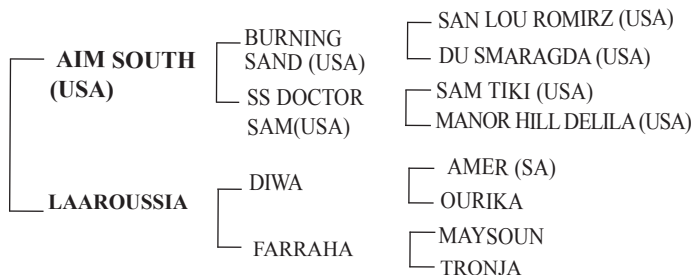 AIM SOUTH
(USA)
BURNING
SAND (USA)
SAN LOU ROMIRZ (USA)
DU SMARAGDA (USA)
SS DOCTOR
SAM(USA)
SAM TIKI (USA)
MANOR HILL DELILA (USA)
LAAROUSSIA
DIWA
AMER (SA)
OURIKA
FARRAHA
MAYSOUN
TRONJA